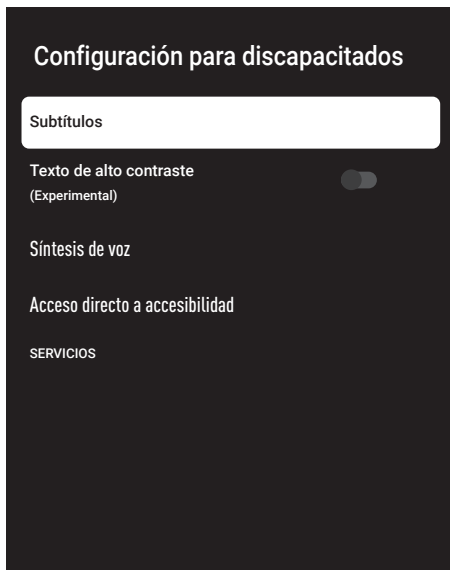 Configuración para discapacitados
Subtítulos
Texto de alto contraste
(Experimental)
Síntesis de voz
Acceso directo a accesibilidad
SERVICIOS